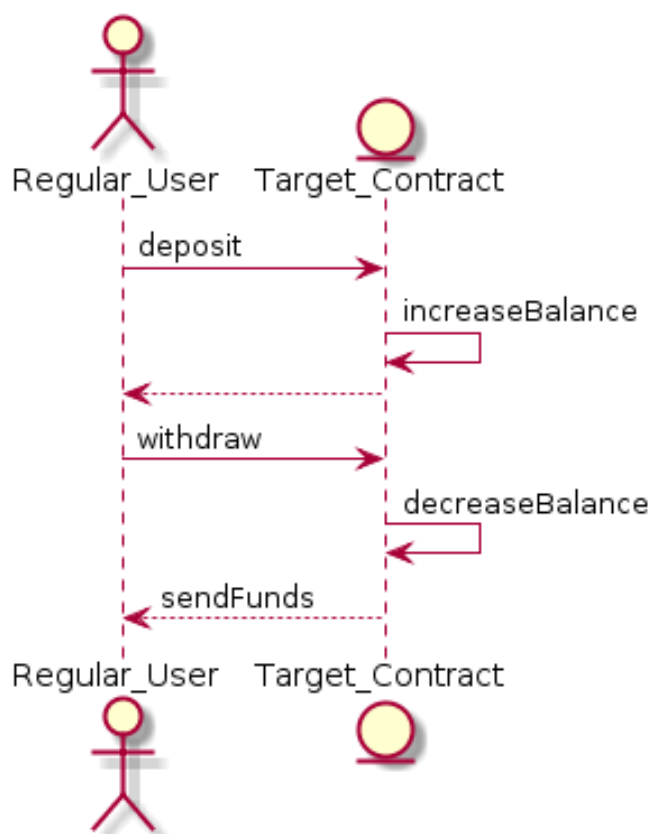 Regular_User
Target_Contract
deposit
increaseBalance
withdraw
decreaseBalance
sendFunds
Regular_User
Target_Contract